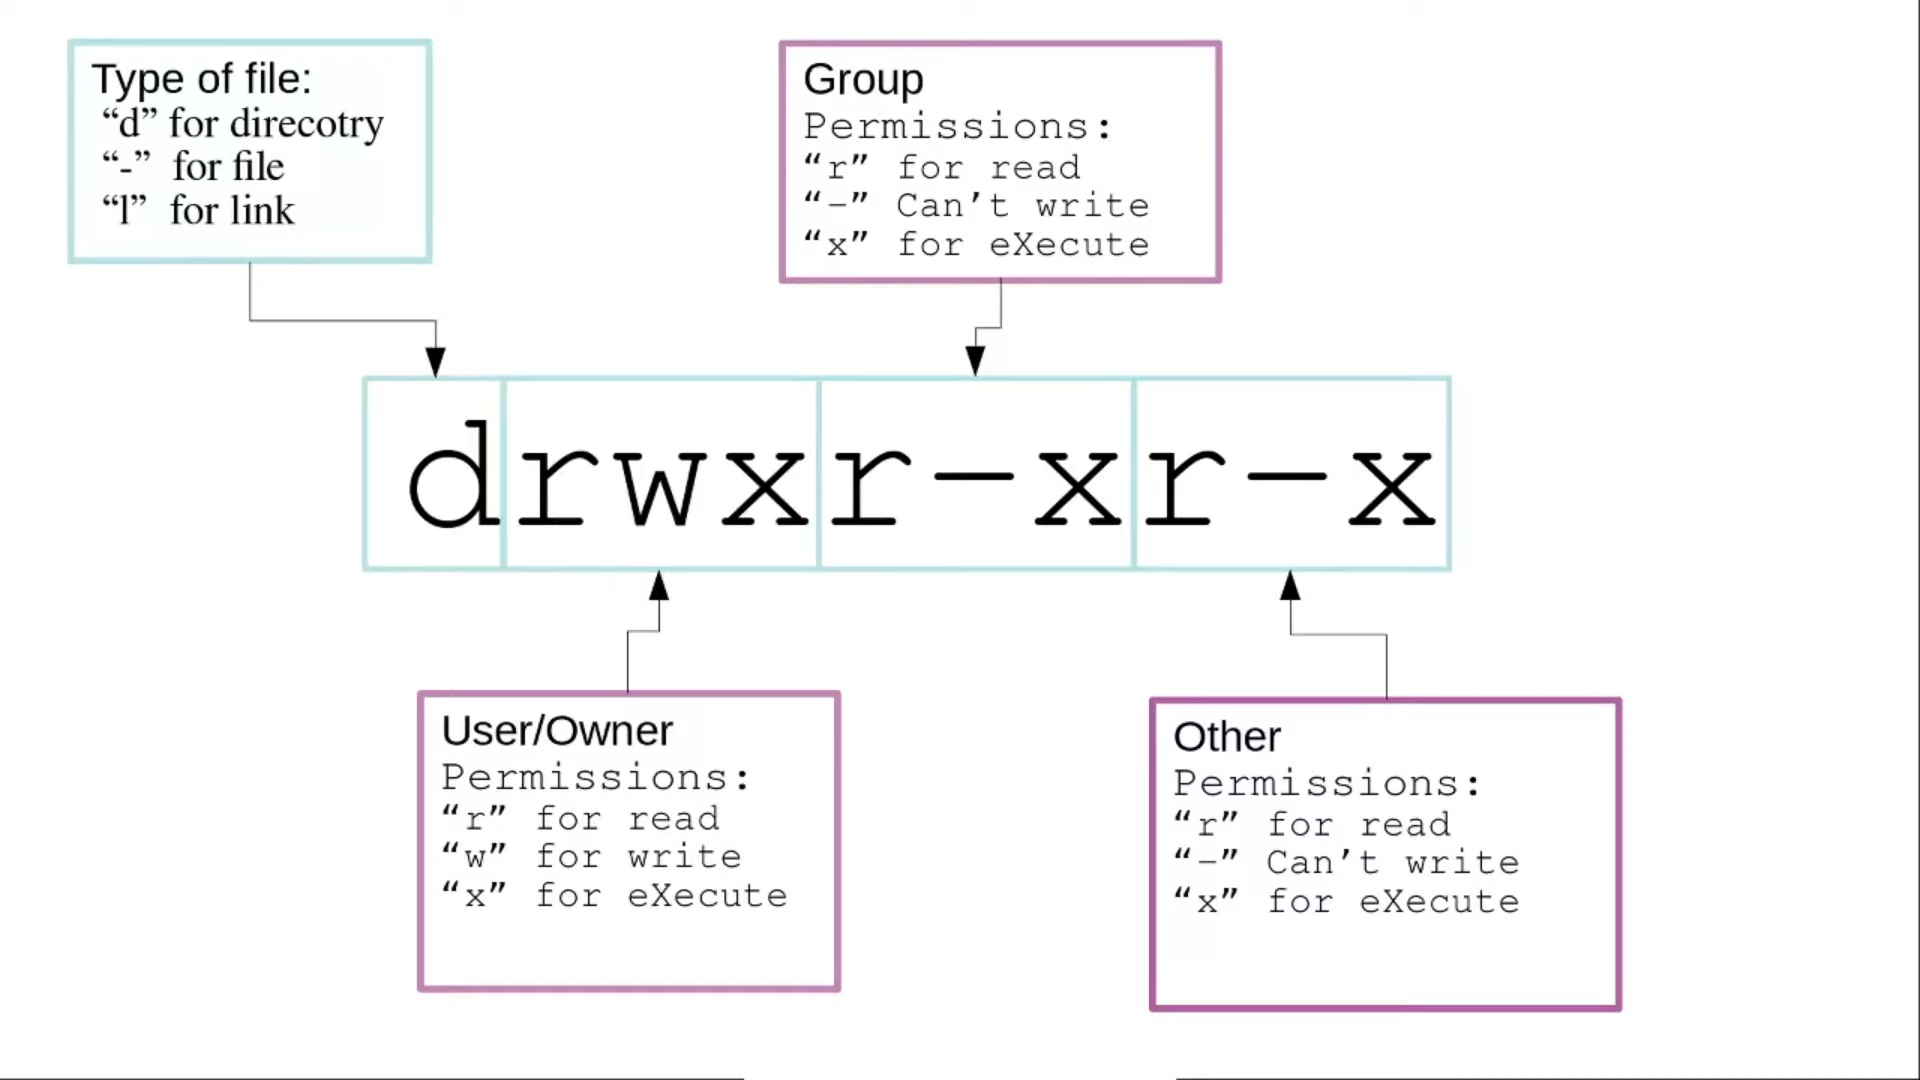 Type of file:
“d” for direcotry
“-” for file
“l” for link
Group
Permissions:
“r” for read
“-” Can’t write
“x” for eXecute
drwxr-xr-x
User/Owner
Permissions:
“r” for read
“w” for write
“x” for eXecute
Other
Permissions:
“r” for read
“-” Can’t write
“x” for eXecute